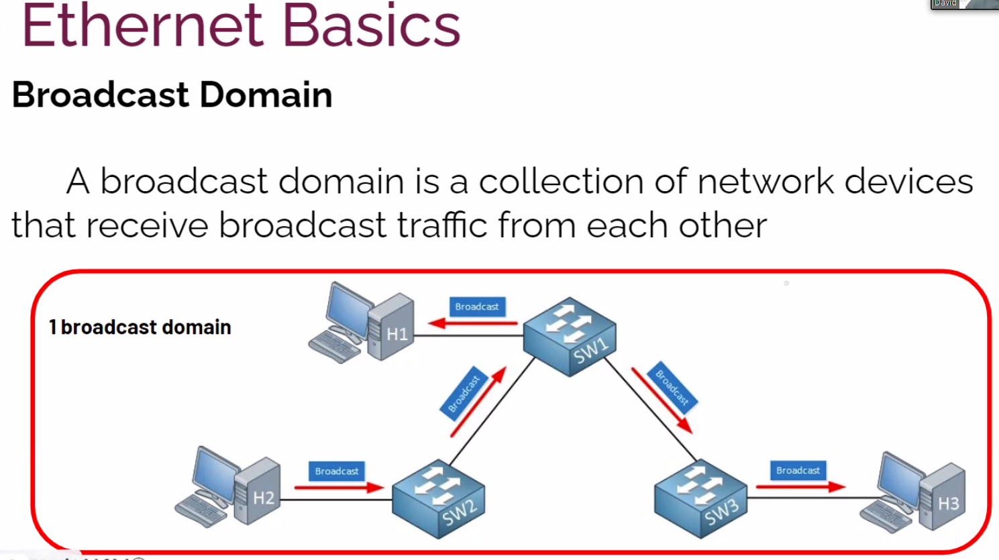 David
Ethernet Basics
Broadcast Domain
A broadcast domain is a collection of network devices
that receive broadcast traffic from each other
1 broadcast domain
Broadcast
H1
SW1
Broadcast
Broadcast
H2
Broadcast
SW2
SW3
Broadcast
H3